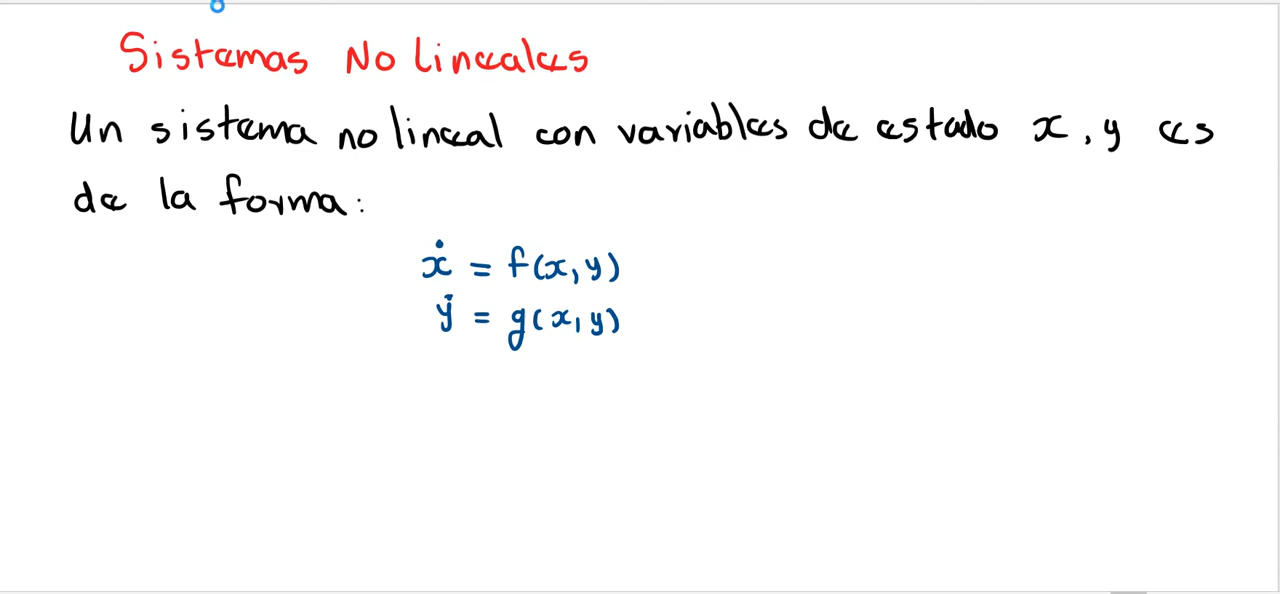 Sistemas No lineales
Un sistema no lineal con variables de estado x, y es
de la forma:
ẋ = f(x, y)
ẏ = g(x, y)